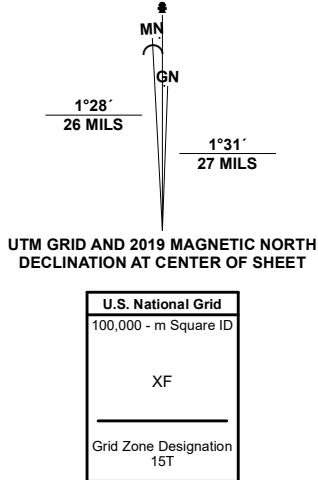 MN
GN
1°28´
26 MILS
1°31´
27 MILS
UTM GRID AND 2019 MAGNETIC NORTH
DECLINATION AT CENTER OF SHEET
U.S. National Grid
100,000 - m Square ID
XF
Grid Zone Designation
15T